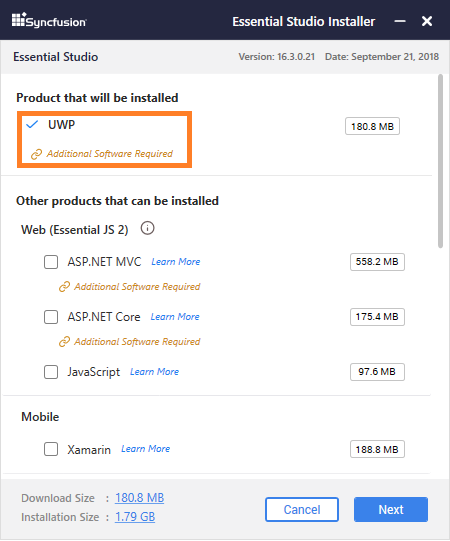 Syncfusion Essential Studio Installer
Essential Studio Version: 16.3.0.21 Date: September 21, 2018
Product that will be installed
UWP 180.8 MB
Additional Software Required
Other products that can be installed
Web (Essential JS 2)
ASP.NET MVC Learn More 558.2 MB
Additional Software Required
ASP.NET Core Learn More 175.4 MB
Additional Software Required
JavaScript Learn More 97.6 MB
Mobile
Xamarin Learn More 188.8 MB
Download Size : 180.8 MB
Installation Size : 1.79 GB
Cancel Next